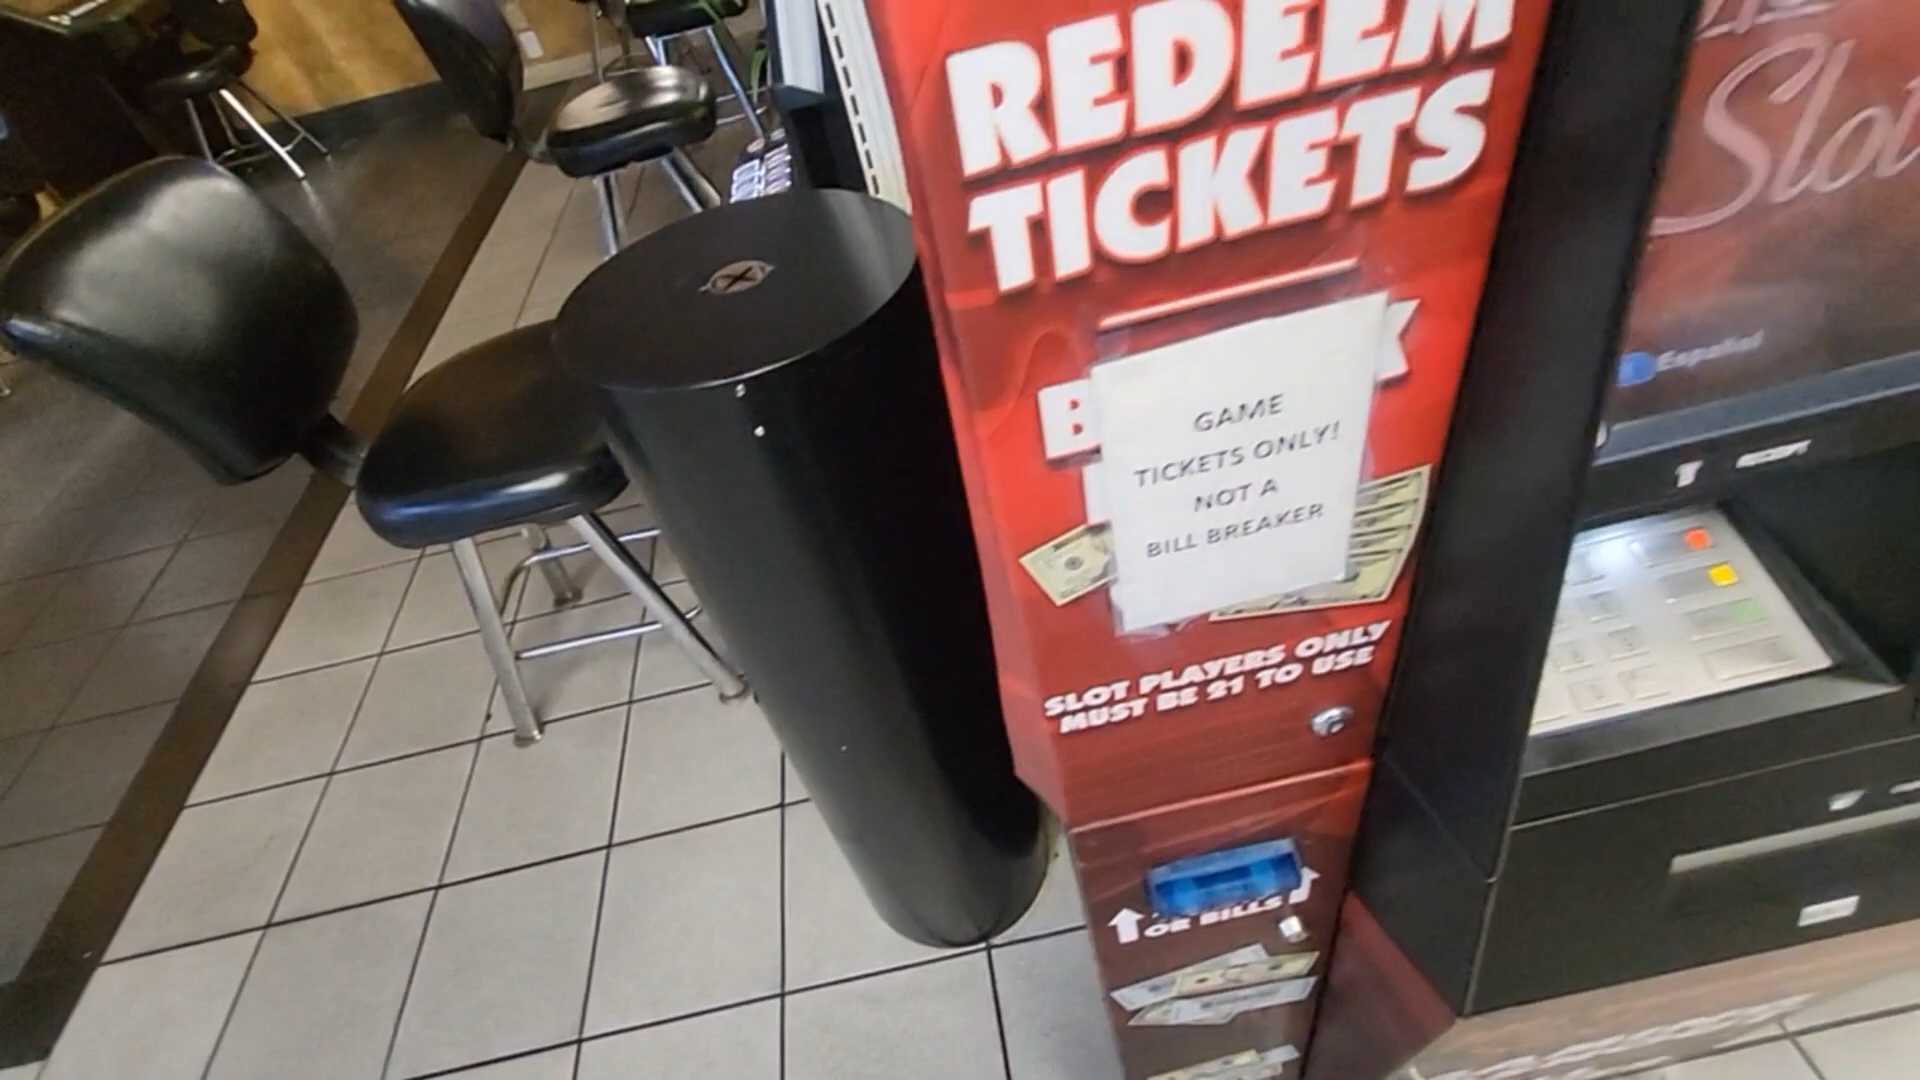 REDEEM
TICKETS
GAME
TICKETS ONLY!
NOT A
BILL BREAKER
SLOT PLAYERS ONLY
MUST BE 21 TO USE
OR BILLS
Slot
Español